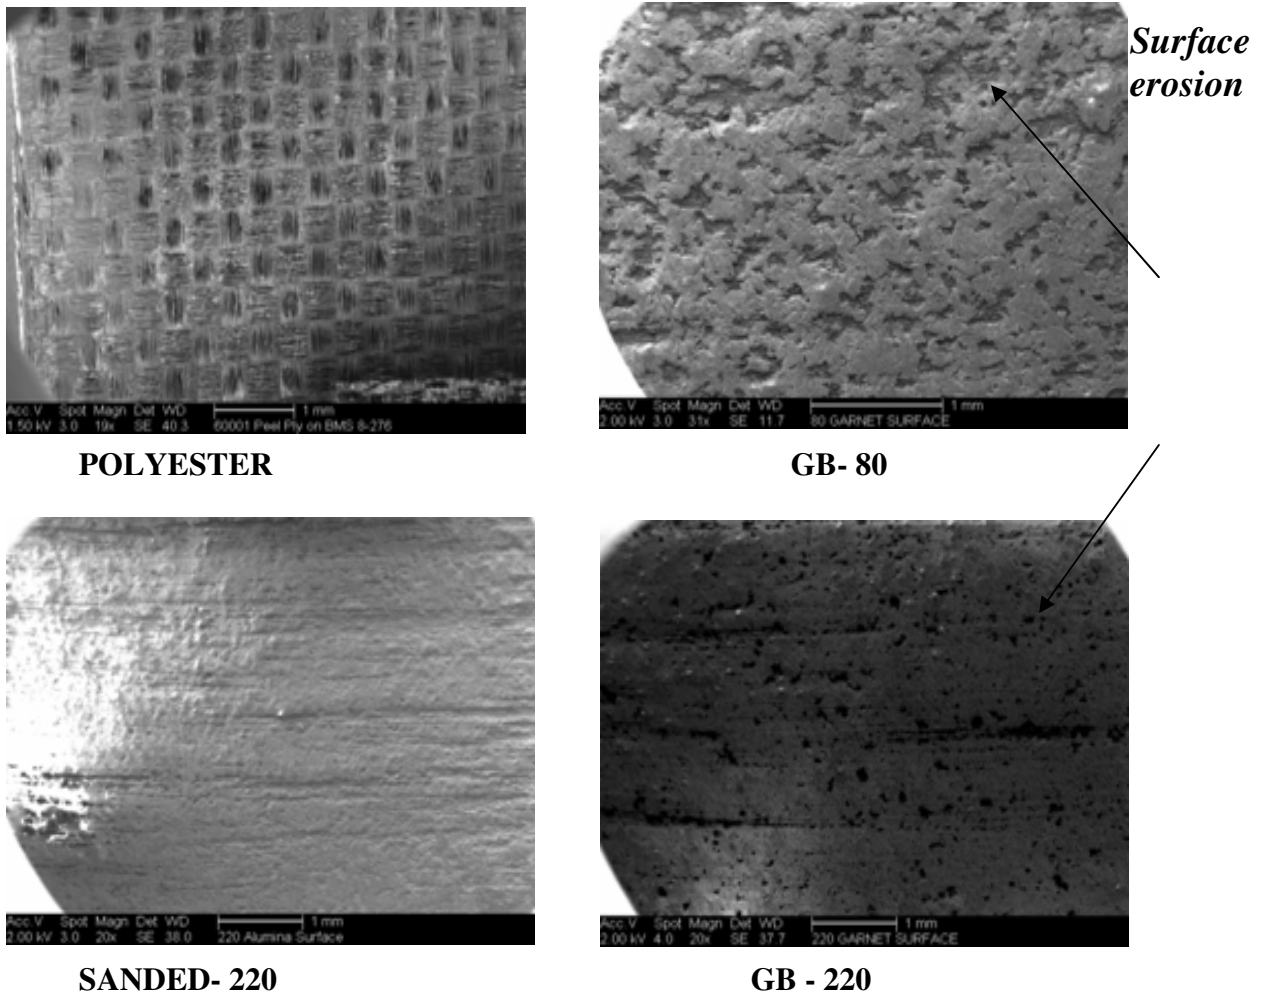 Surface
erosion
Acc.V Spot Magn Det WD 1 mm
1.50 kV 3.0 19x SE 40.3 60001 Peel Ply on BMS 8-276
Acc.V Spot Magn Det WD 1 mm
2.00 kV 3.0 31x SE 11.7 80 GARNET SURFACE
POLYESTER
GB- 80
Acc.V Spot Magn Det WD 1 mm
2.00 kV 3.0 20x SE 38.0 220 Alumina Surface
Acc.V Spot Magn Det WD 1 mm
2.00 kV 4.0 20x SE 37.7 220 GARNET SURFACE
SANDED- 220
GB - 220